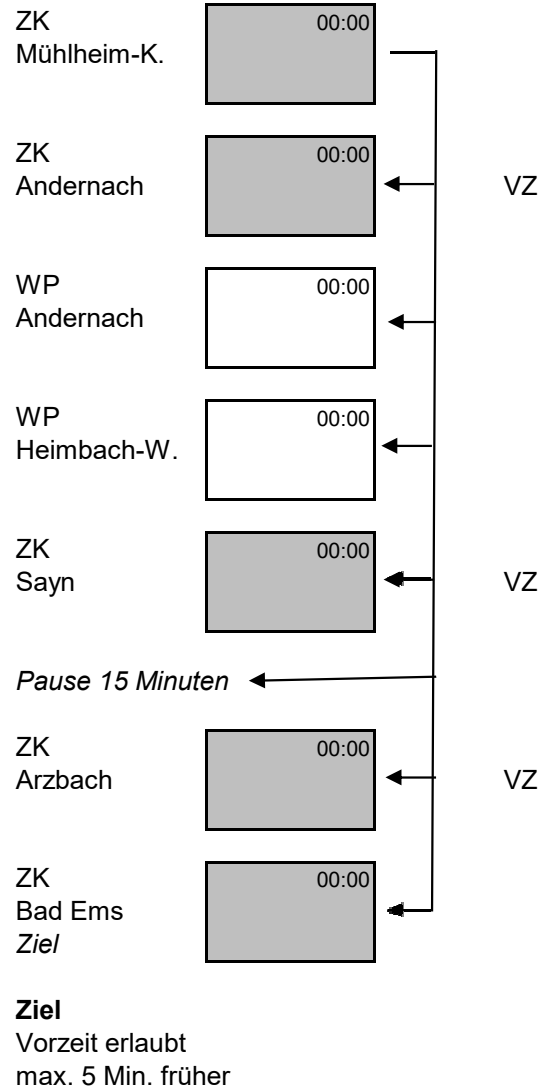 ZK 00:00
Mühlheim-K.
ZK 00:00
Andernach VZ
WP 00:00
Andernach
WP 00:00
Heimbach-W.
ZK 00:00
Sayn VZ
Pause 15 Minuten
ZK 00:00
Arzbach VZ
ZK 00:00
Bad Ems
Ziel
Ziel
Vorzeit erlaubt
max. 5 Min. früher